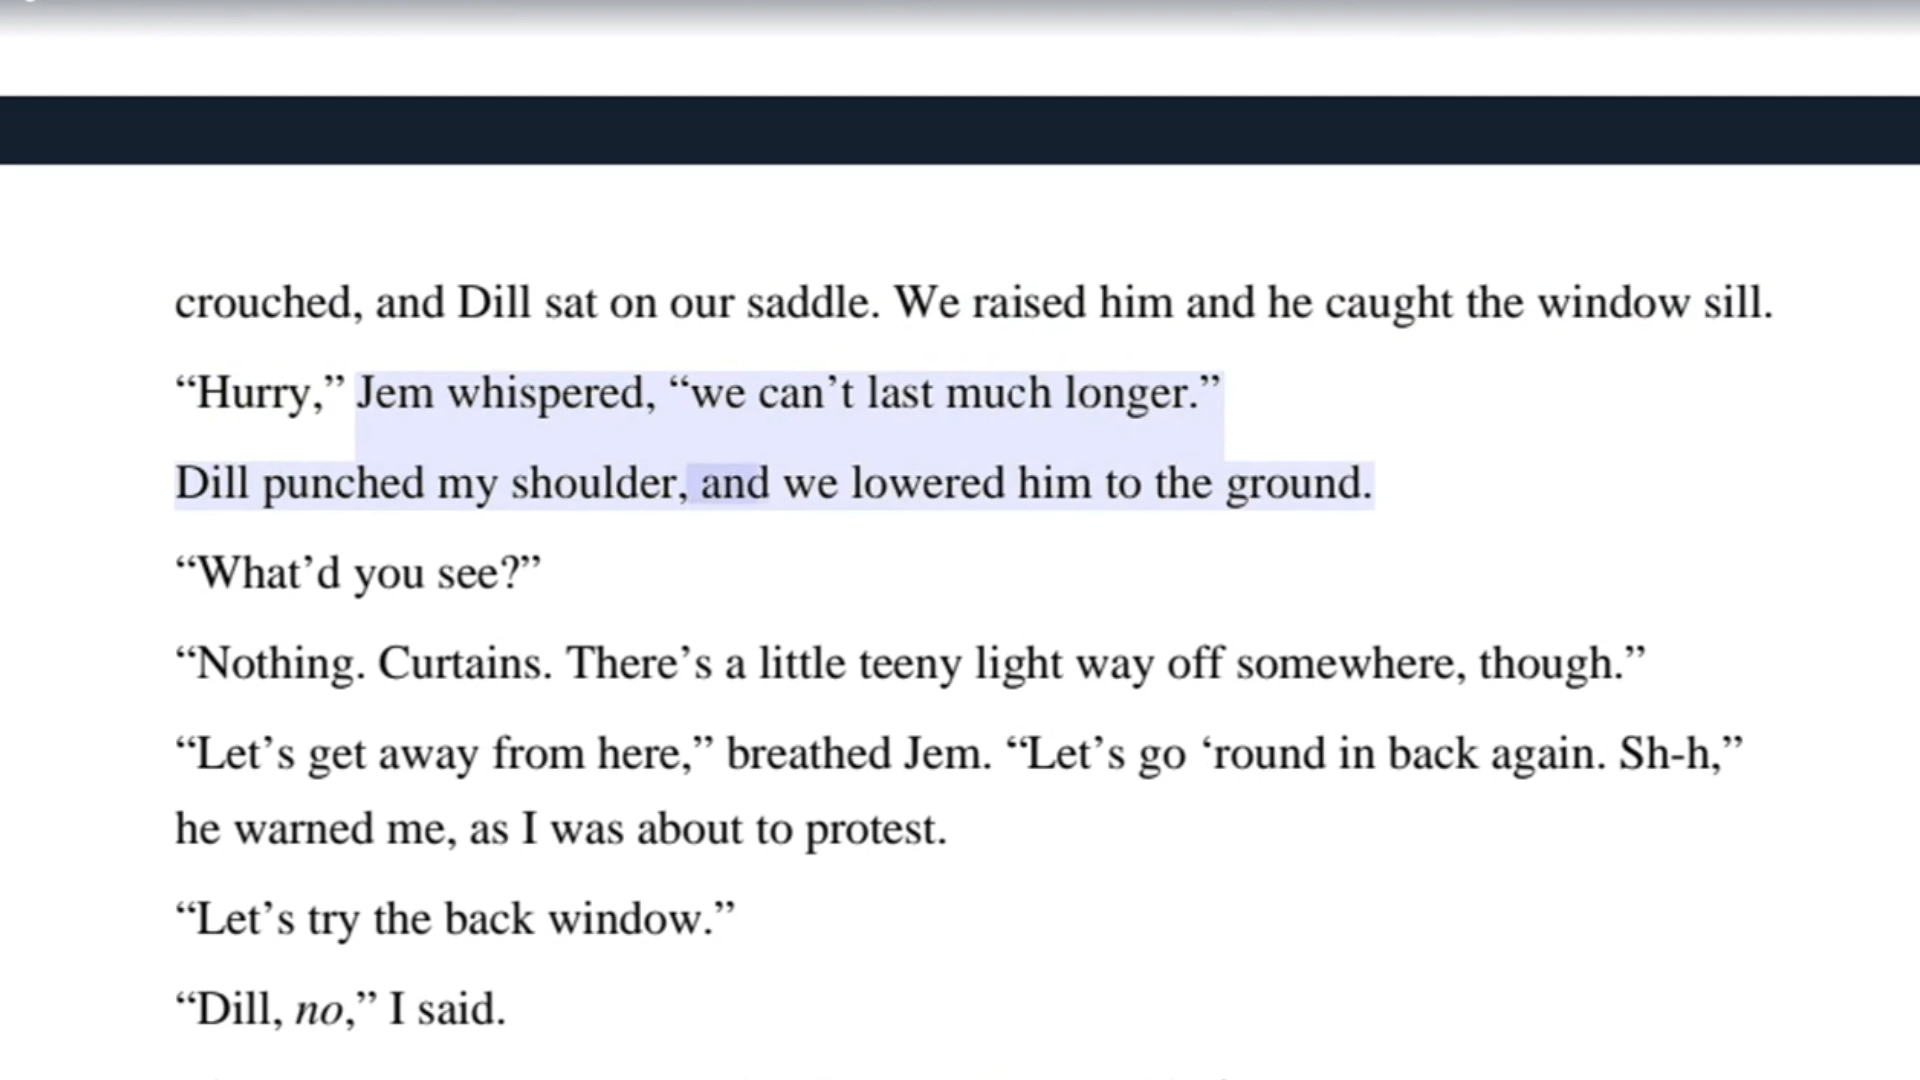 crouched, and Dill sat on our saddle. We raised him and he caught the window sill.
“Hurry,” Jem whispered, “we can’t last much longer.”
Dill punched my shoulder, and we lowered him to the ground.
“What’d you see?”
“Nothing. Curtains. There’s a little teeny light way off somewhere, though.”
“Let’s get away from here,” breathed Jem. “Let’s go ‘round in back again. Sh-h,”
he warned me, as I was about to protest.
“Let’s try the back window.”
“Dill, no,” I said.